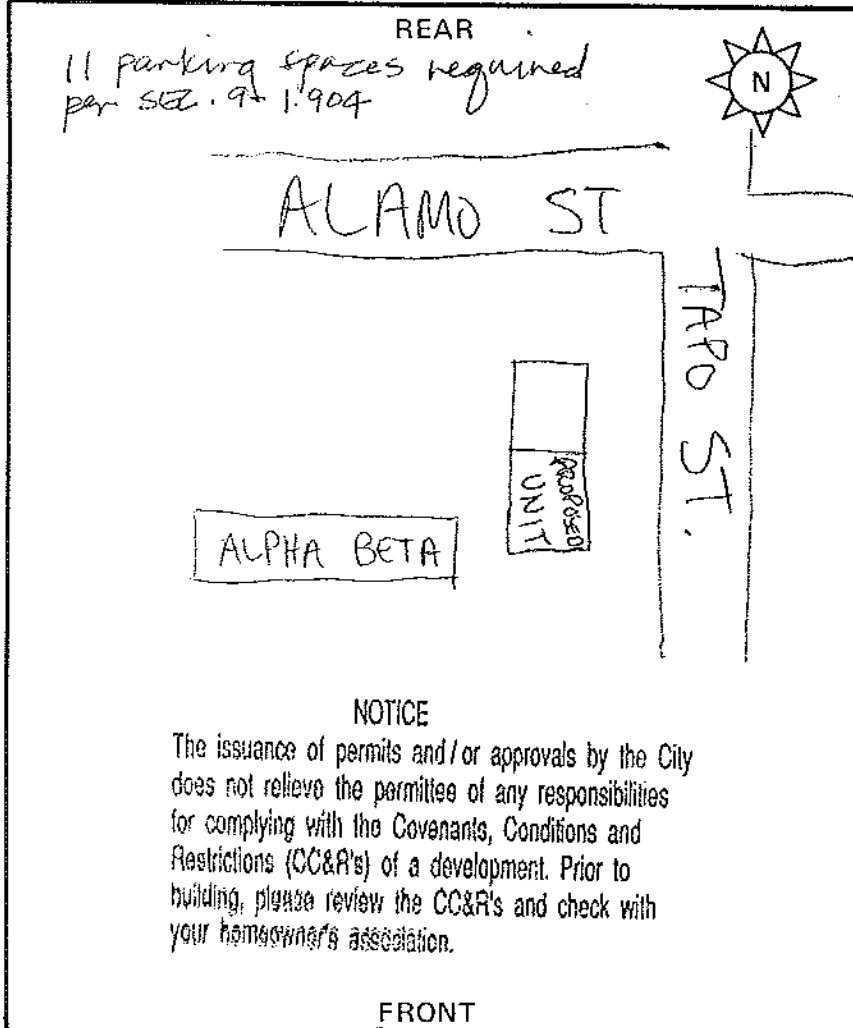 REAR
11 parking spaces required
per SEC. 9-1.904
N
ALAMO ST
TAPO ST.
PROPOSED
UNIT
ALPHA BETA
NOTICE
The issuance of permits and/or approvals by the City
does not relieve the permittee of any responsibilities
for complying with the Covenants, Conditions and
Restrictions (CC&R's) of a development. Prior to
building, please review the CC&R's and check with
your homeowner's association.
FRONT